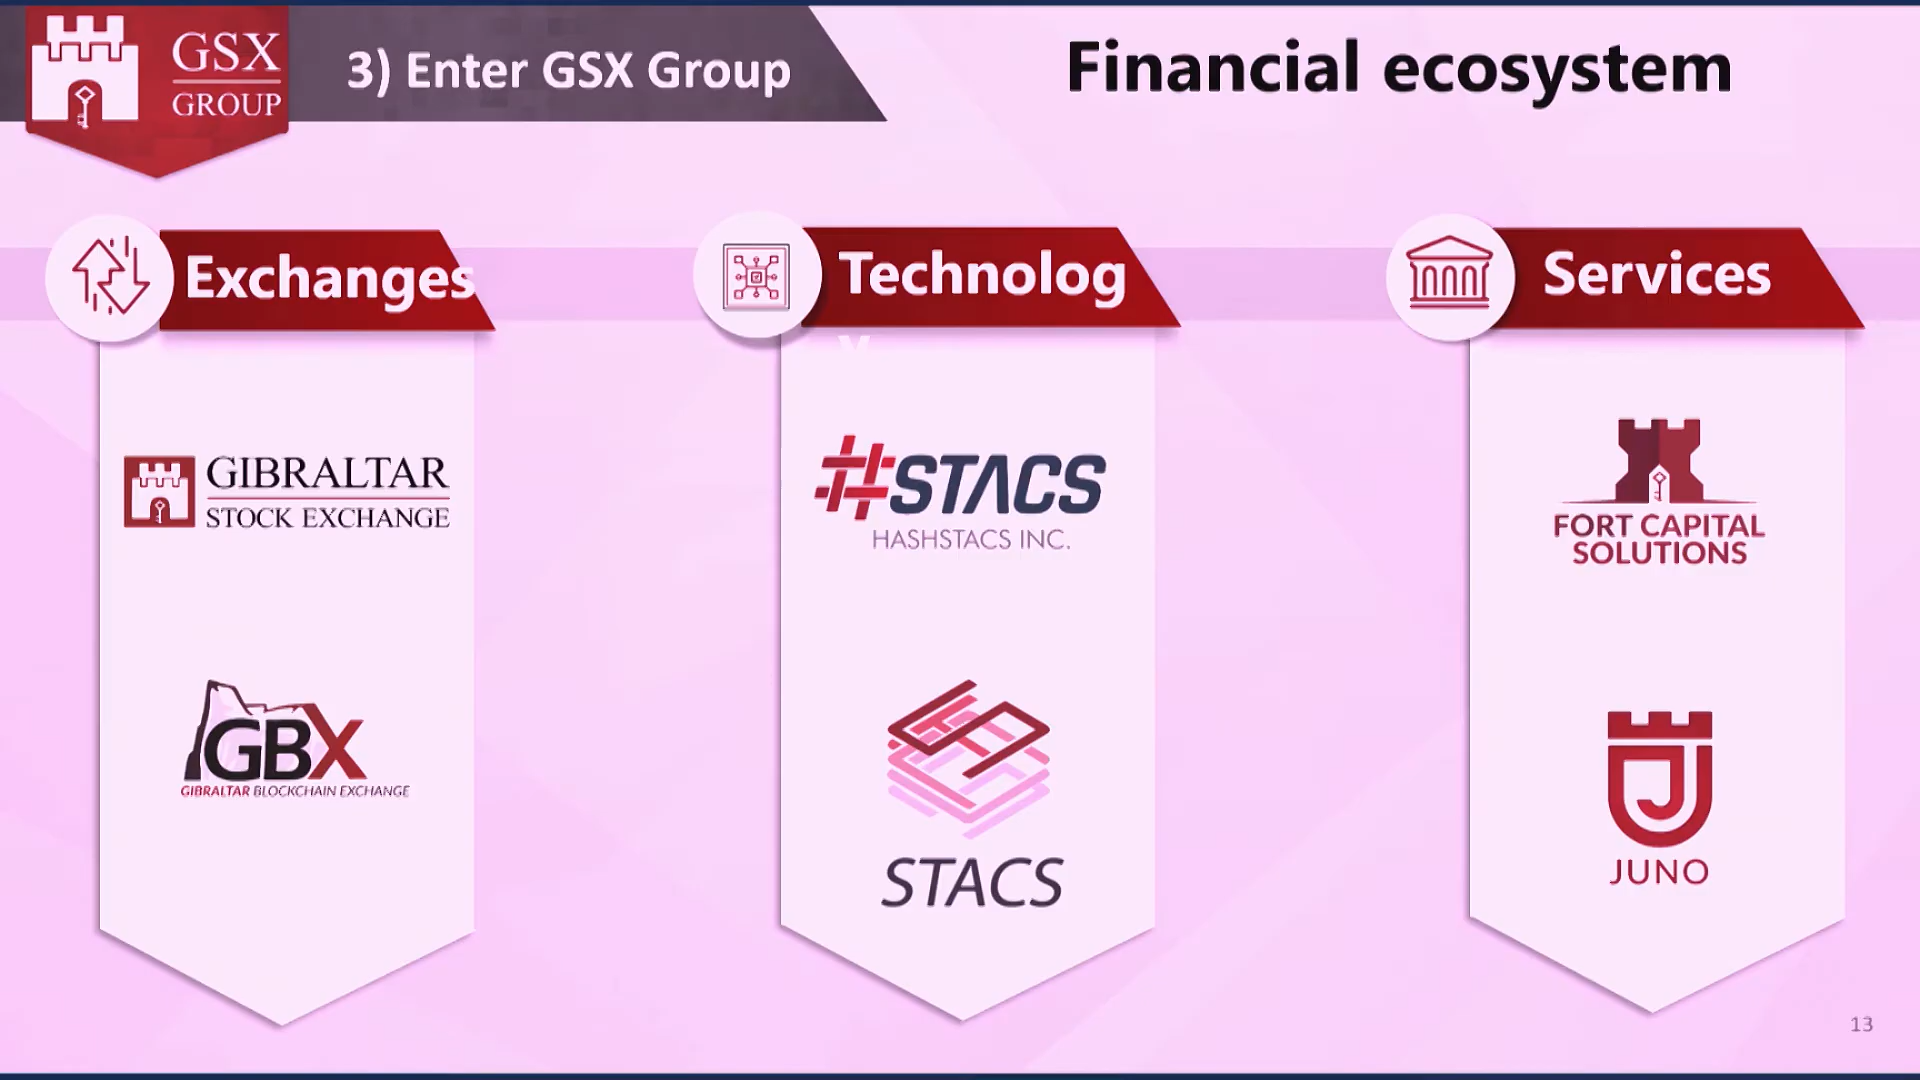 GSX
GROUP
3) Enter GSX Group
Financial ecosystem
Exchanges
Technolog
y
Services
GIBRALTAR
STOCK EXCHANGE
GBX
GIBRALTAR BLOCKCHAIN EXCHANGE
#STACS
HASHSTACS INC.
STACS
FORT CAPITAL
SOLUTIONS
JUNO
13